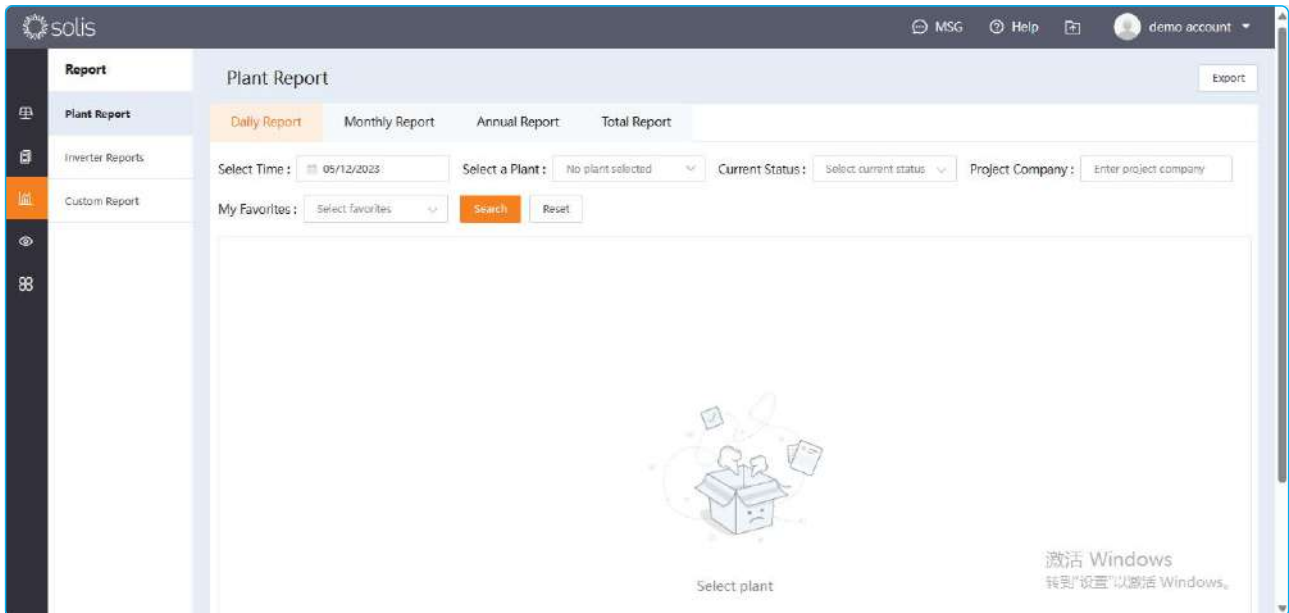 solis
MSG Help demo account
Report
Plant Report
Inverter Reports
Custom Report
Plant Report Export
Daily Report Monthly Report Annual Report Total Report
Select Time : 05/12/2023 Select a Plant : No plant selected Current Status : Select current status Project Company : Enter project company
My Favorites : Select favorites Search Reset
Select plant
激活 Windows
转到"设置"以激活 Windows。